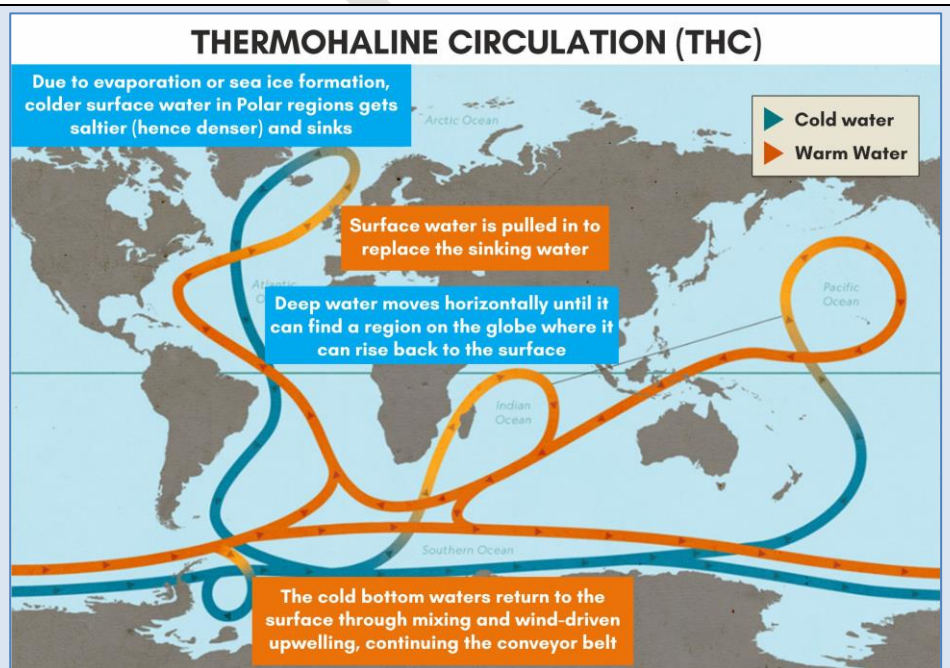 THERMOHALINE CIRCULATION (THC)
Due to evaporation or sea ice formation,
colder surface water in Polar regions gets
saltier (hence denser) and sinks
Arctic Ocean
Cold water
Warm Water
Surface water is pulled in to
replace the sinking water
Atlantic
Deep water moves horizontally until it
can find a region on the globe where it
can rise back to the surface
Pacific
Ocean
Indian
Ocean
Southern Ocean
The cold bottom waters return to the
surface through mixing and wind-driven
upwelling, continuing the conveyor belt